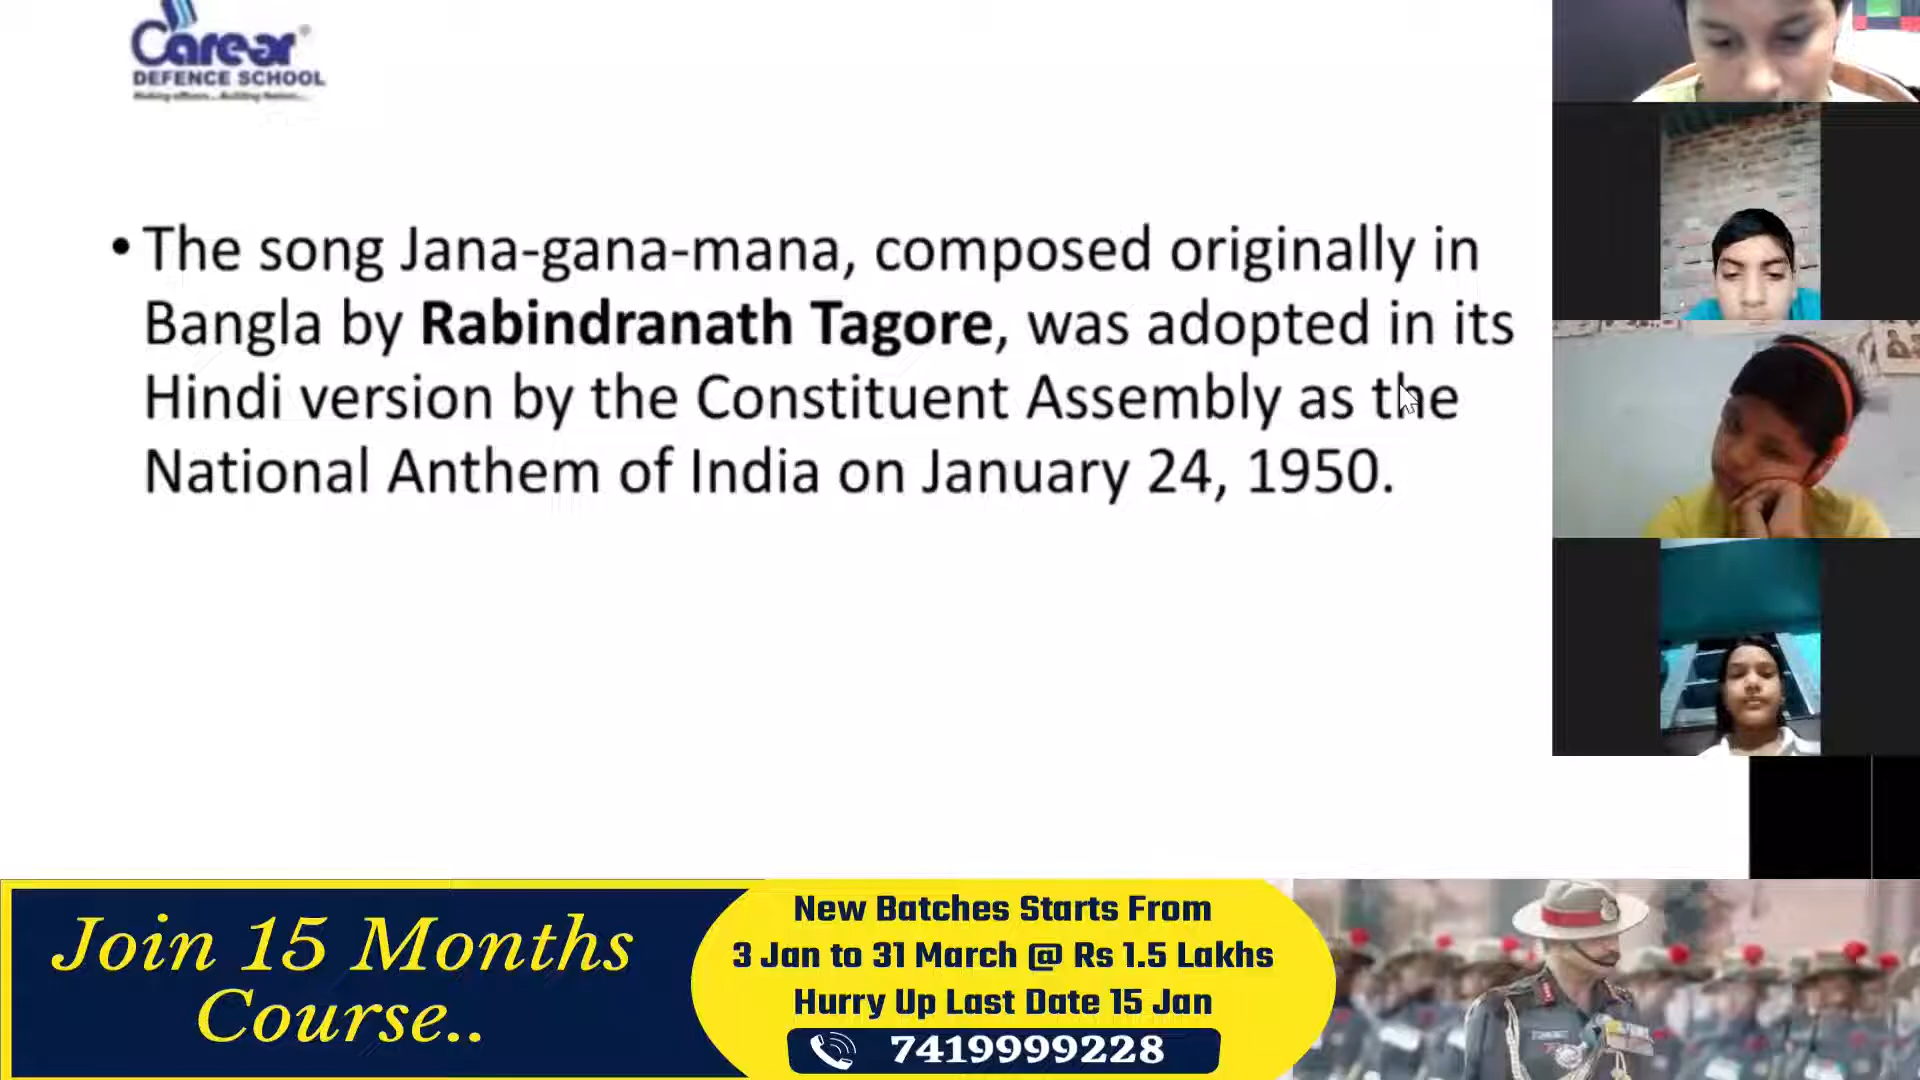 Carear
DEFENCE SCHOOL
• The song Jana-gana-mana, composed originally in
Bangla by Rabindranath Tagore, was adopted in its
Hindi version by the Constituent Assembly as the
National Anthem of India on January 24, 1950.
Join 15 Months
Course..
New Batches Starts From
3 Jan to 31 March @ Rs 1.5 Lakhs
Hurry Up Last Date 15 Jan
7419999228